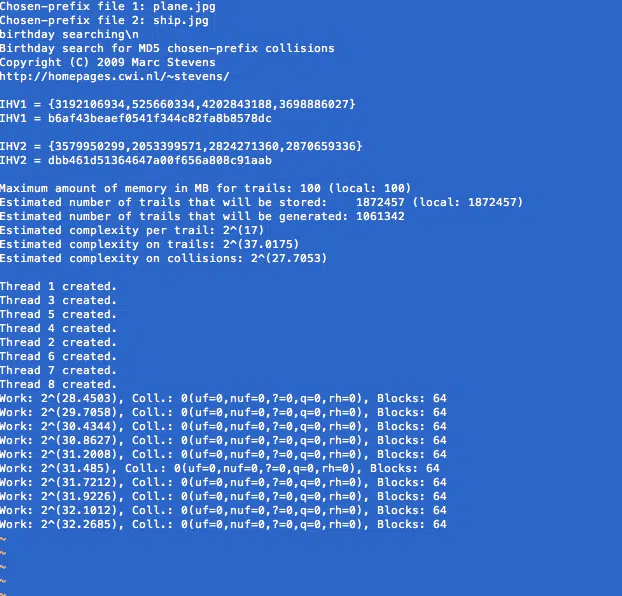 Chosen-prefix file 1: plane.jpg
Chosen-prefix file 2: ship.jpg
birthday searching\n
Birthday search for MD5 chosen-prefix collisions
Copyright (C) 2009 Marc Stevens
http://homepages.cwi.nl/~stevens/
IHV1 = {3192106934,525660334,4202843188,3698886027}
IHV1 = b6af43beaef0541f344c82fa8b8578dc
IHV2 = {3579950299,2053399571,2824271360,2870659336}
IHV2 = dbb461d51364647a00f656a808c91aab
Maximum amount of memory in MB for trails: 100 (local: 100)
Estimated number of trails that will be stored:    1872457 (local: 1872457)
Estimated number of trails that will be generated: 1061342
Estimated complexity per trail: 2^(17)
Estimated complexity on trails: 2^(37.0175)
Estimated complexity on collisions: 2^(27.7053)
Thread 1 created.
Thread 3 created.
Thread 5 created.
Thread 4 created.
Thread 2 created.
Thread 6 created.
Thread 7 created.
Thread 8 created.
Work: 2^(28.4503), Coll.: 0(uf=0,nuf=0,?=0,q=0,rh=0), Blocks: 64
Work: 2^(29.7058), Coll.: 0(uf=0,nuf=0,?=0,q=0,rh=0), Blocks: 64
Work: 2^(30.4344), Coll.: 0(uf=0,nuf=0,?=0,q=0,rh=0), Blocks: 64
Work: 2^(30.8627), Coll.: 0(uf=0,nuf=0,?=0,q=0,rh=0), Blocks: 64
Work: 2^(31.2008), Coll.: 0(uf=0,nuf=0,?=0,q=0,rh=0), Blocks: 64
Work: 2^(31.485), Coll.: 0(uf=0,nuf=0,?=0,q=0,rh=0), Blocks: 64
Work: 2^(31.7212), Coll.: 0(uf=0,nuf=0,?=0,q=0,rh=0), Blocks: 64
Work: 2^(31.9226), Coll.: 0(uf=0,nuf=0,?=0,q=0,rh=0), Blocks: 64
Work: 2^(32.1012), Coll.: 0(uf=0,nuf=0,?=0,q=0,rh=0), Blocks: 64
Work: 2^(32.2685), Coll.: 0(uf=0,nuf=0,?=0,q=0,rh=0), Blocks: 64
~
~
~
~
~